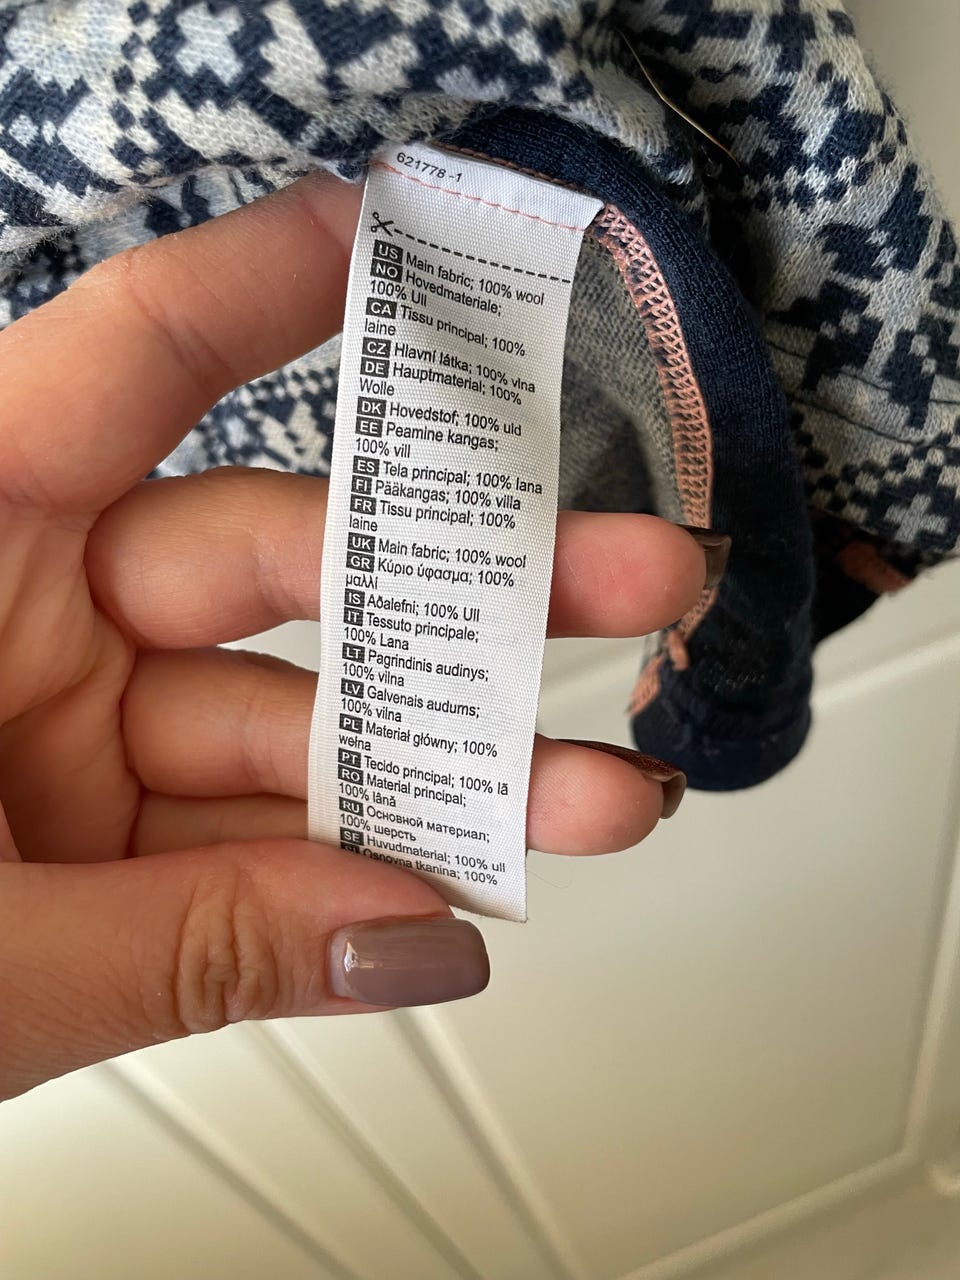 621778 -1
US Main fabric; 100% wool
NO Hovedmateriale;
100% Ull
CA Tissu principal; 100%
laine
CZ Hlavní látka; 100% vlna
DE Hauptmaterial; 100%
Wolle
DK Hovedstof; 100% uld
EE Peamine kangas;
100% vill
ES Tela principal; 100% lana
FI Pääkangas; 100% villa
FR Tissu principal; 100%
laine
UK Main fabric; 100% wool
GR Κύριο ύφασμα; 100%
μαλλί
IS Aðalefni; 100% Ull
IT Tessuto principale;
100% Lana
LT Pagrindinis audinys;
100% vilna
LV Galvenais audums;
100% vilna
PL Materiał główny; 100%
wełna
PT Tecido principal; 100% lã
RO Material principal;
100% lână
RU Основной материал;
100% шерсть
SE Huvudmaterial; 100% ull
Osnovna tkanina; 100%